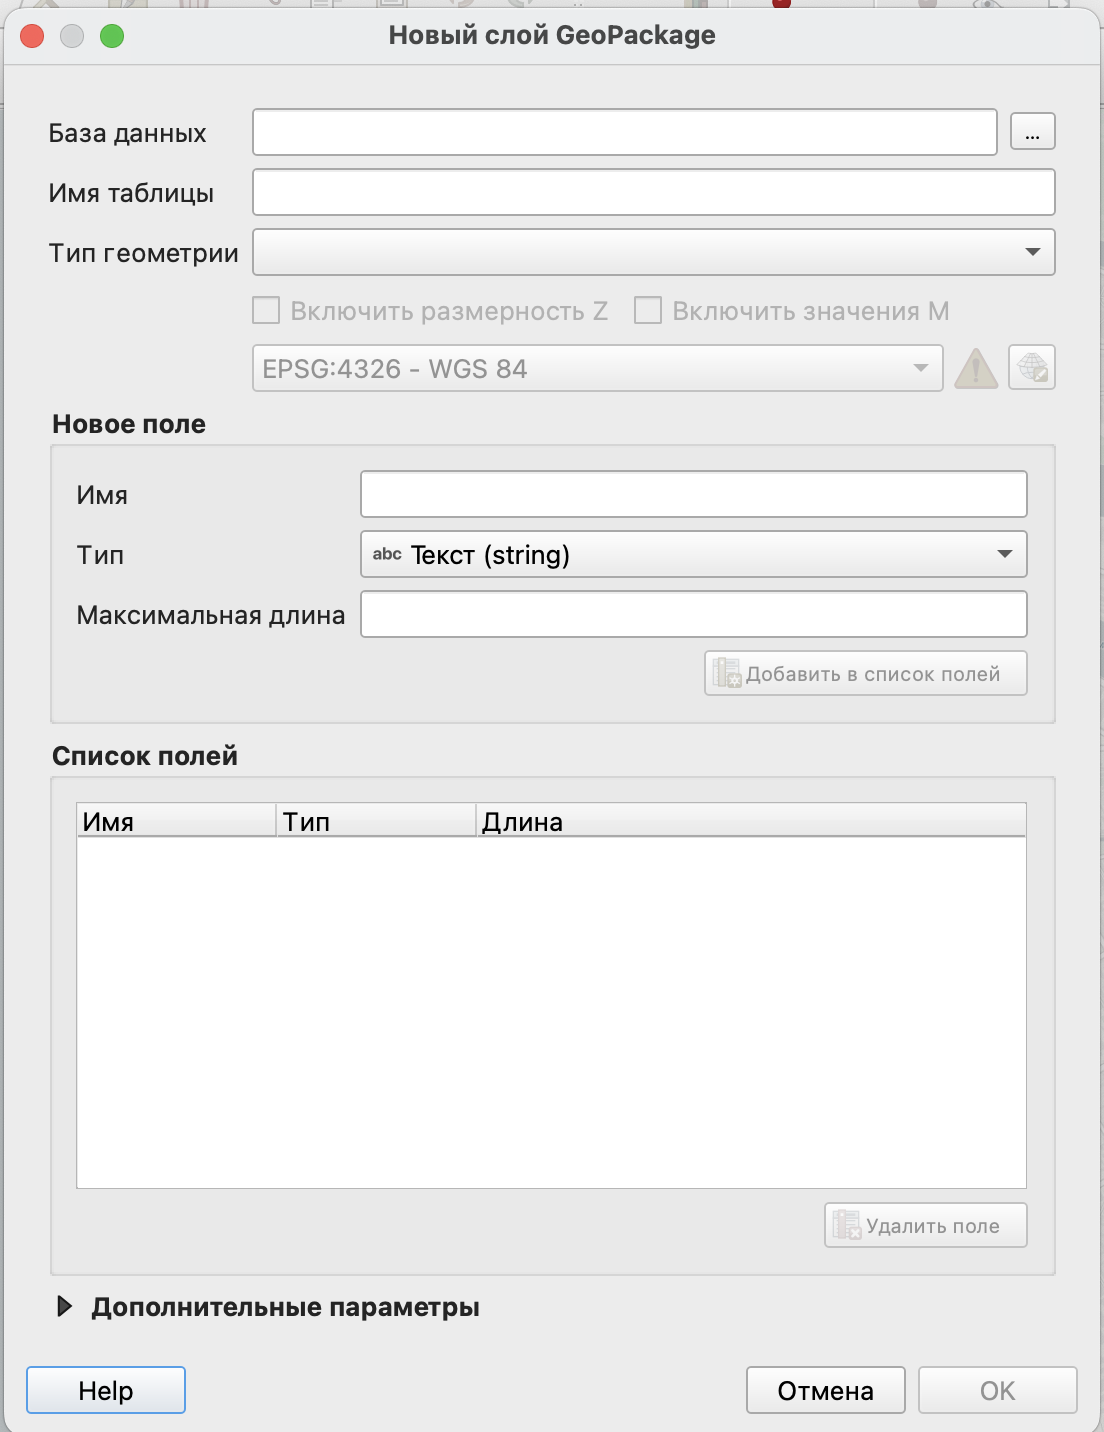 Новый слой GeoPackage
База данных
...
Имя таблицы
Тип геометрии
Включить размерность Z Включить значения M
EPSG:4326 - WGS 84
Новое поле
Имя
Тип abc Текст (string)
Максимальная длина
Добавить в список полей
Список полей
Имя Тип Длина
Удалить поле
Дополнительные параметры
Help Отмена OK